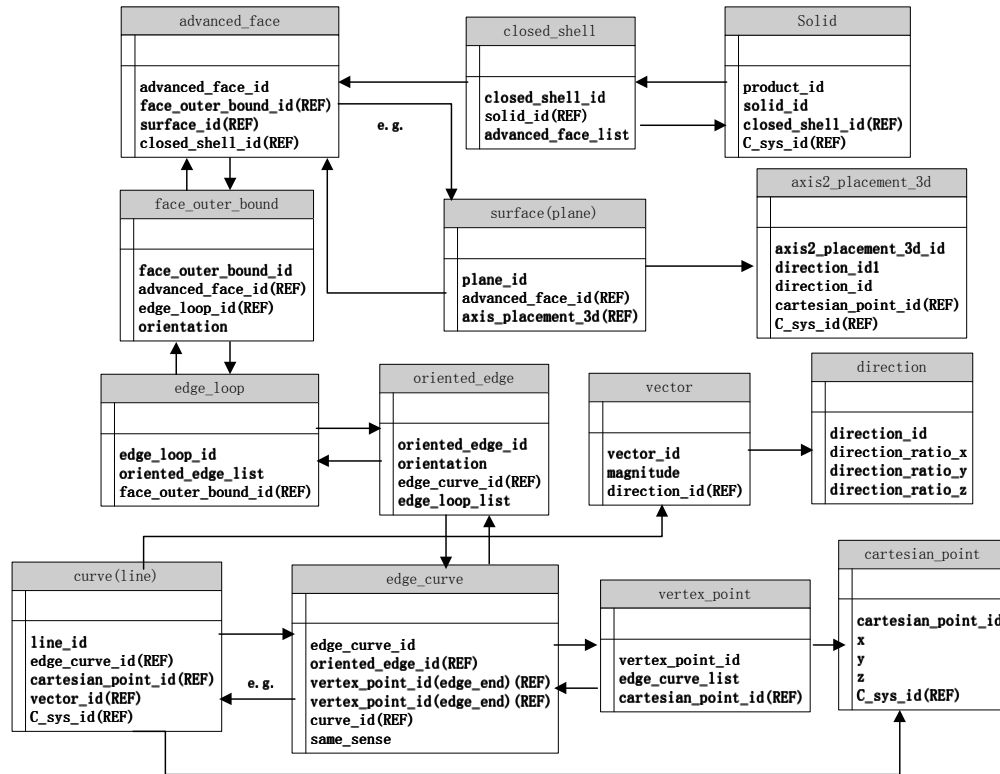 advanced_face
advanced_face_id
face_outer_bound_id(REF)
surface_id(REF)
closed_shell_id(REF)
closed_shell
closed_shell_id
solid_id(REF)
advanced_face_list
Solid
product_id
solid_id
closed_shell_id(REF)
C_sys_id(REF)
e.g.
face_outer_bound
face_outer_bound_id
advanced_face_id(REF)
edge_loop_id(REF)
orientation
surface(plane)
plane_id
advanced_face_id(REF)
axis_placement_3d(REF)
axis2_placement_3d
axis2_placement_3d_id
direction_id1
direction_id
cartesian_point_id(REF)
C_sys_id(REF)
edge_loop
edge_loop_id
oriented_edge_list
face_outer_bound_id(REF)
oriented_edge
oriented_edge_id
orientation
edge_curve_id(REF)
edge_loop_list
vector
vector_id
magnitude
direction_id(REF)
direction
direction_id
direction_ratio_x
direction_ratio_y
direction_ratio_z
curve(line)
line_id
edge_curve_id(REF)
cartesian_point_id(REF)
vector_id(REF)
C_sys_id(REF)
e.g.
edge_curve
edge_curve_id
oriented_edge_id(REF)
vertex_point_id(edge_end)(REF)
vertex_point_id(edge_end)(REF)
curve_id(REF)
same_sense
vertex_point
vertex_point_id
edge_curve_list
cartesian_point_id(REF)
cartesian_point
cartesian_point_id
x
y
z
C_sys_id(REF)